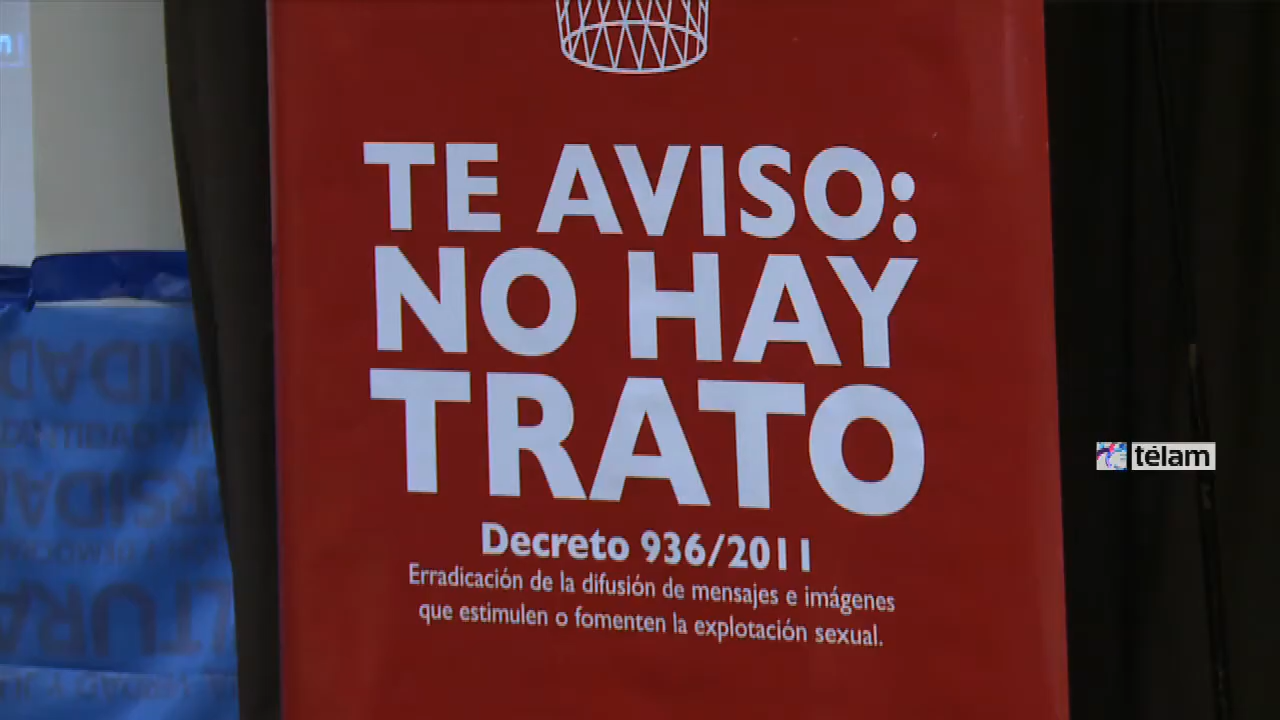 TE AVISO:
NO HAY
TRATO
Decreto 936/2011
Erradicación de la difusión de mensajes e imágenes
que estimulen o fomenten la explotación sexual.
télam